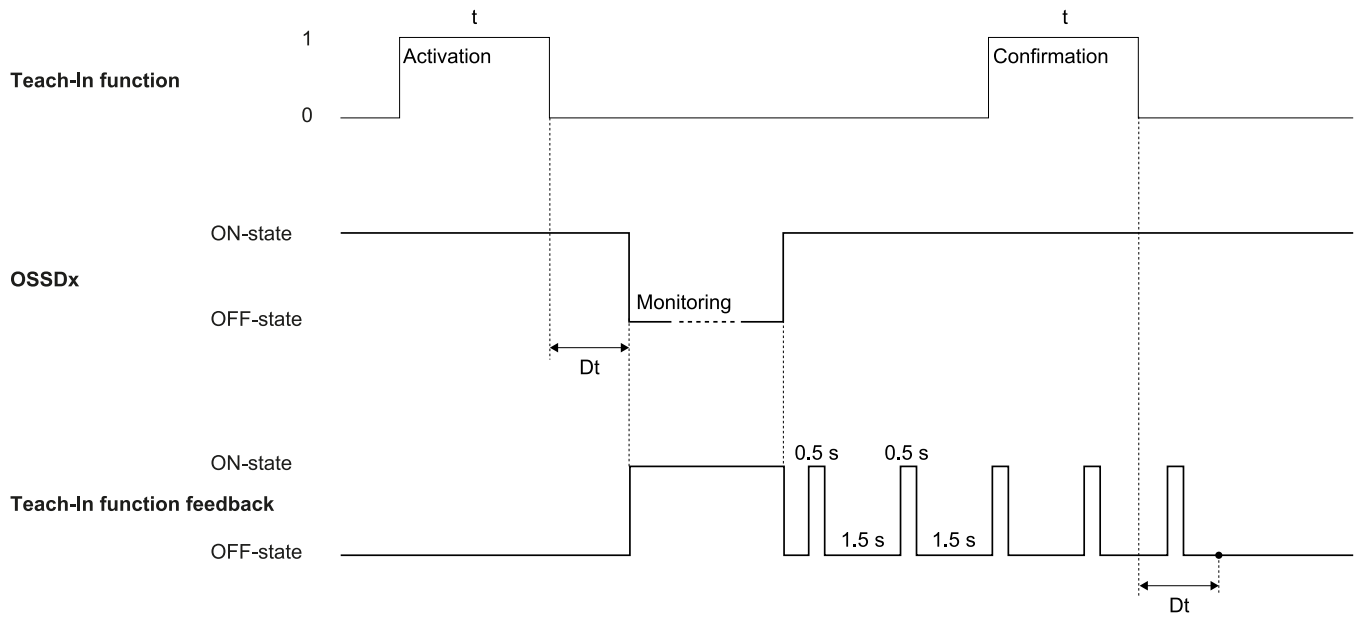 t
t
1
Activation
Confirmation
Teach-In function
0
ON-state
OSSDx
Monitoring
OFF-state
Dt
ON-state
0.5 s
0.5 s
Teach-In function feedback
1.5 s
1.5 s
OFF-state
Dt